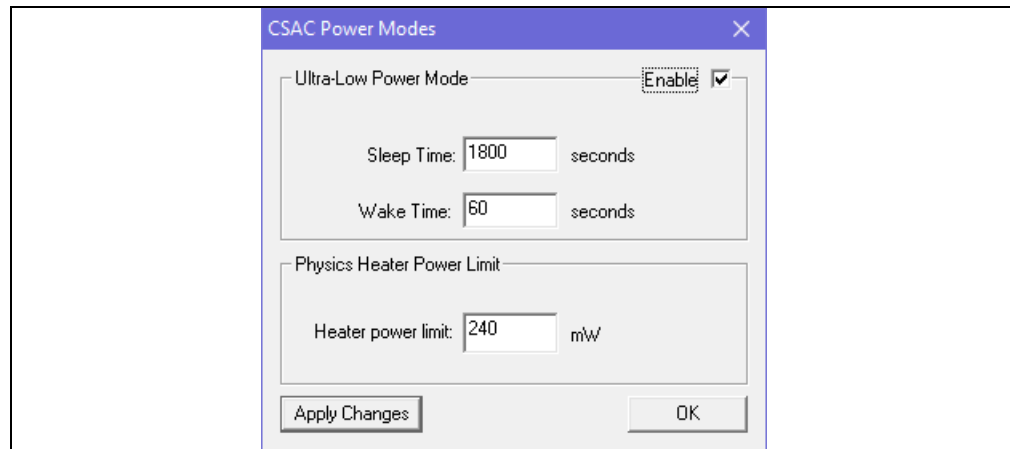 CSAC Power Modes
Ultra-Low Power Mode Enable
Sleep Time: 1800 seconds
Wake Time: 60 seconds
Physics Heater Power Limit
Heater power limit: 240 mW
Apply Changes OK